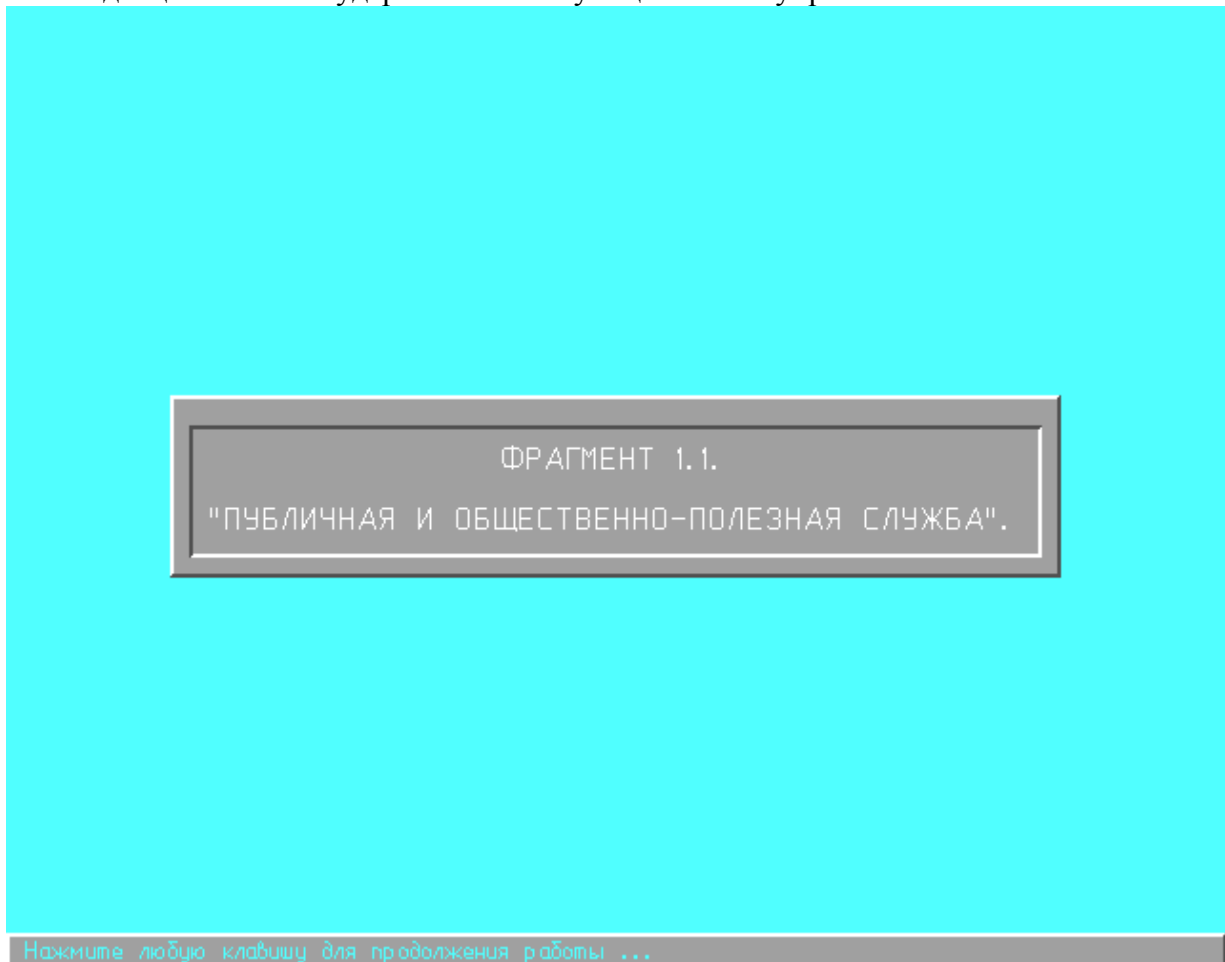 ФРАГМЕНТ 1.1.
"ПУБЛИЧНАЯ И ОБЩЕСТВЕННО-ПОЛЕЗНАЯ СЛУЖБА".
Нажмите любую клавишу для продолжения работы ...